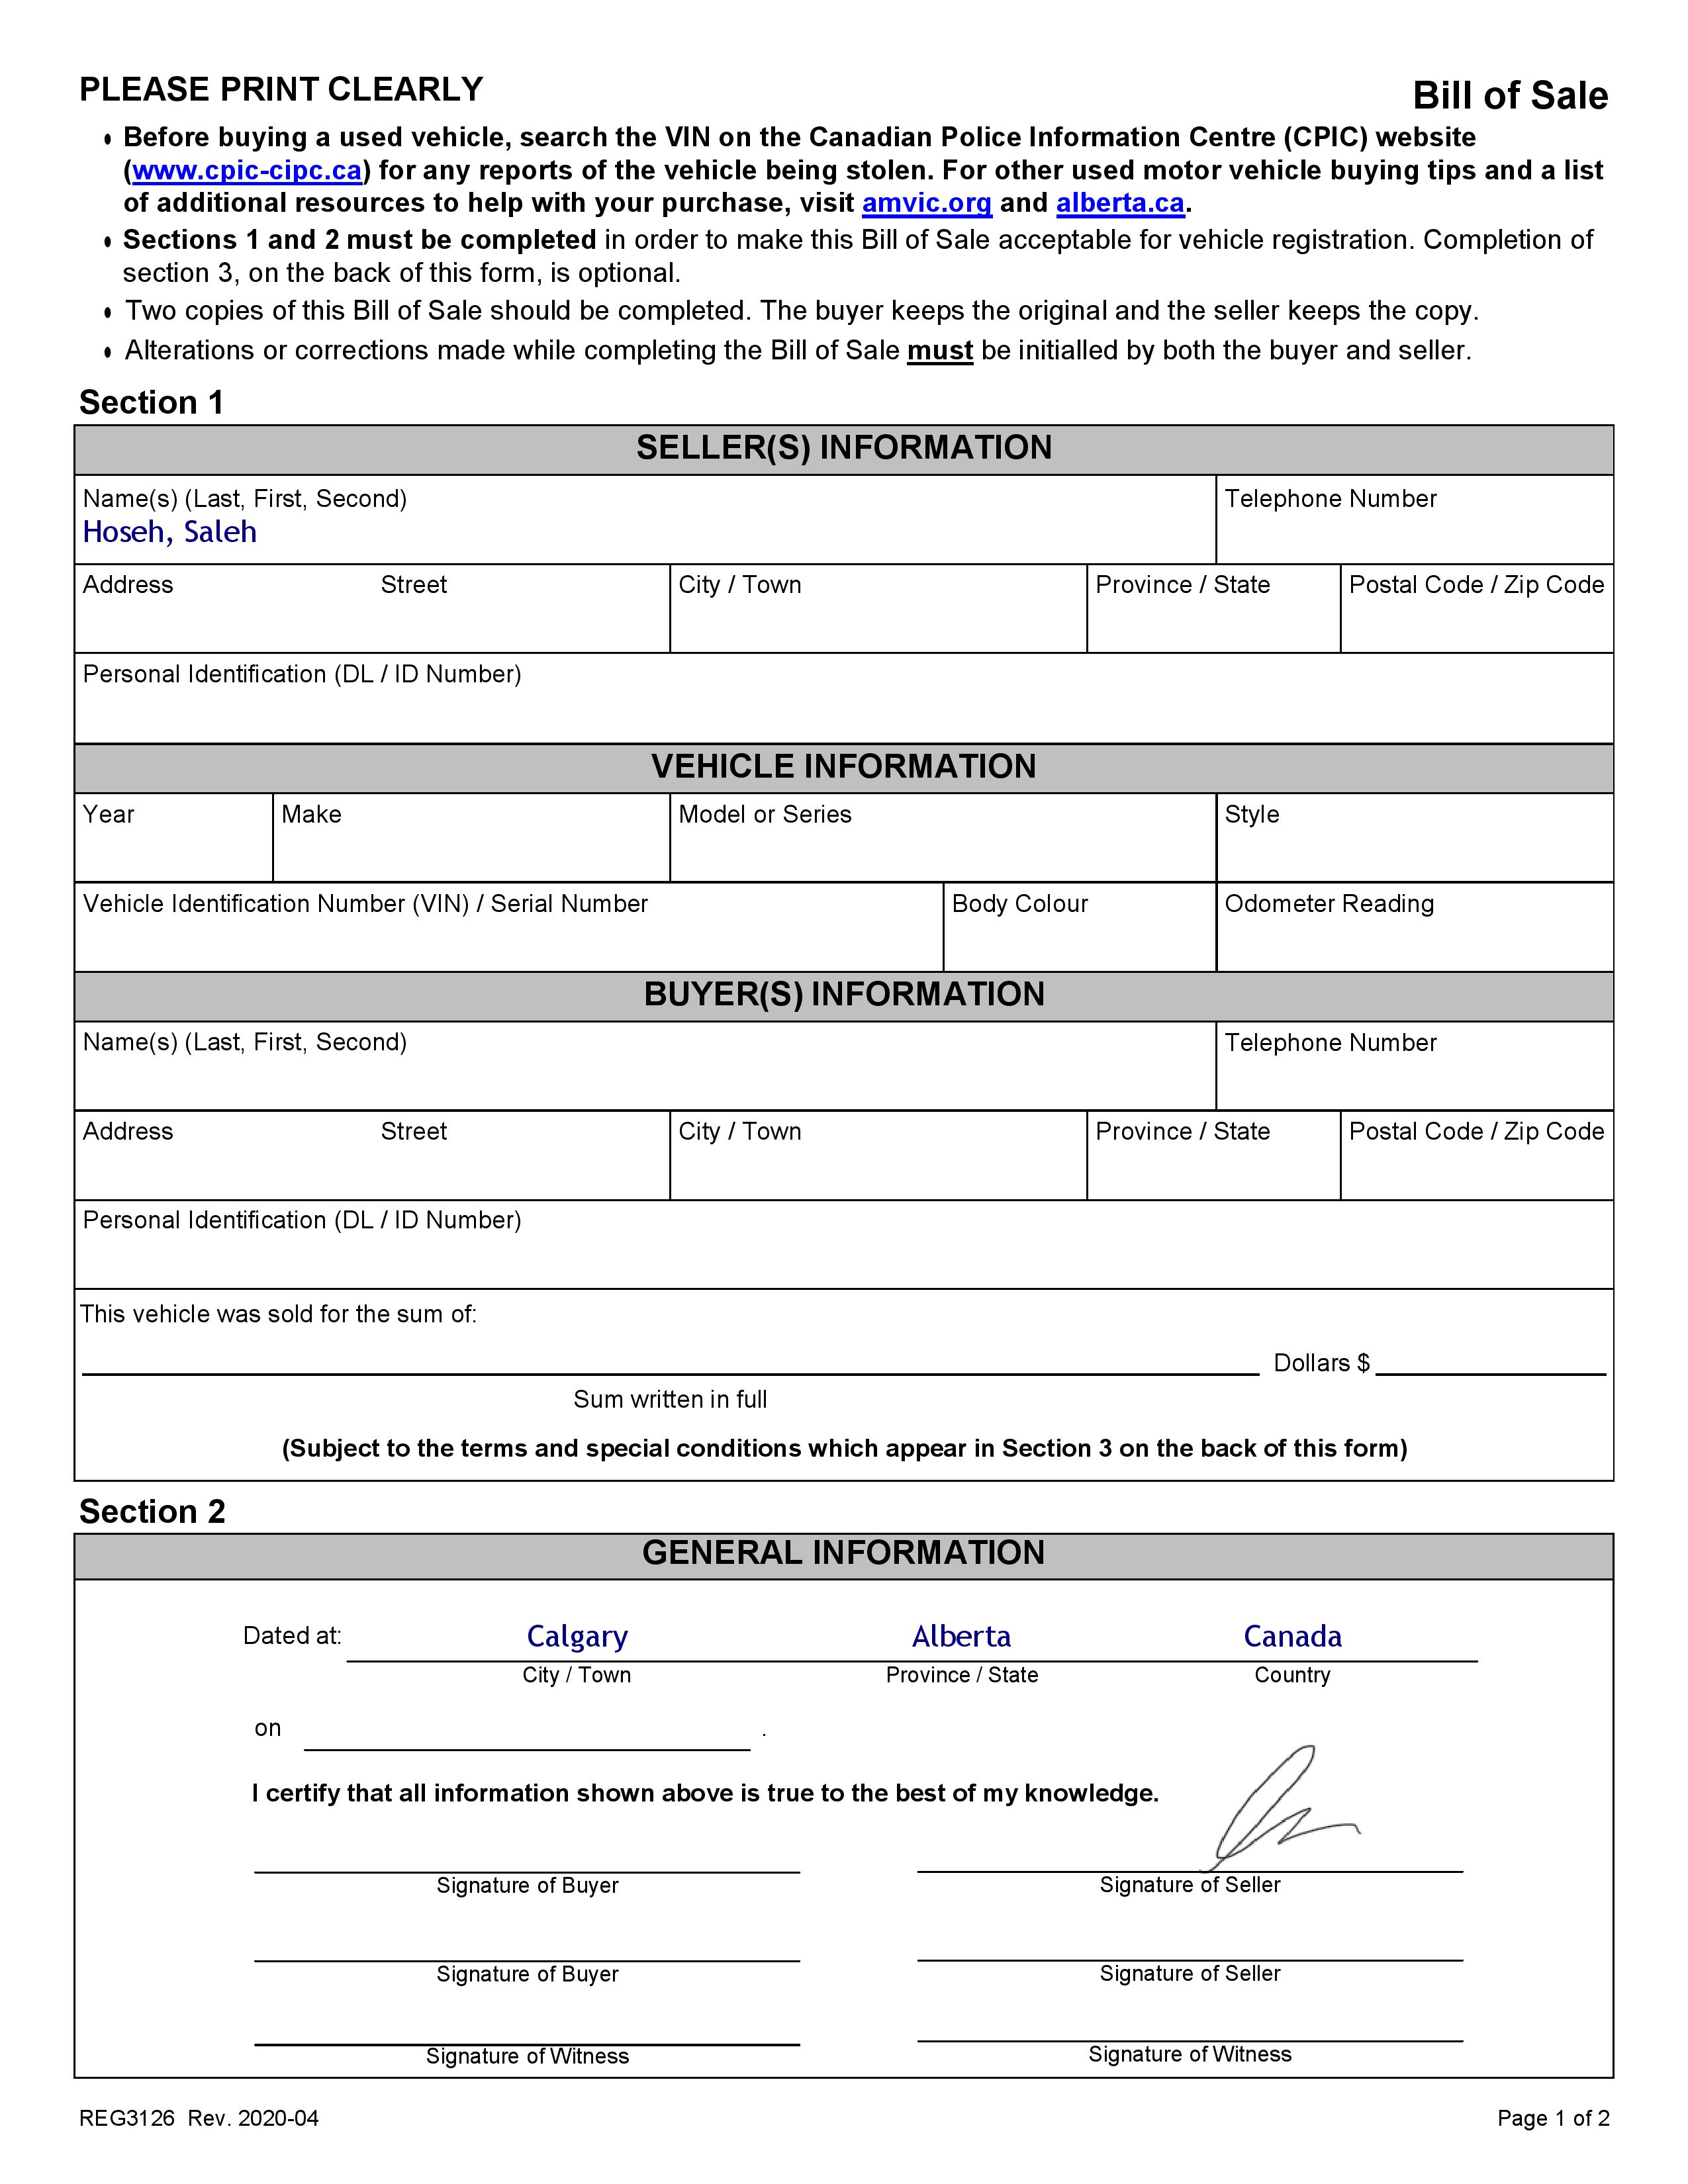 PLEASE PRINT CLEARLY
Bill of Sale
• Before buying a used vehicle, search the VIN on the Canadian Police Information Centre (CPIC) website
(www.cpic-cipc.ca) for any reports of the vehicle being stolen. For other used motor vehicle buying tips and a list
of additional resources to help with your purchase, visit amvic.org and alberta.ca.
• Sections 1 and 2 must be completed in order to make this Bill of Sale acceptable for vehicle registration. Completion of
section 3, on the back of this form, is optional.
• Two copies of this Bill of Sale should be completed. The buyer keeps the original and the seller keeps the copy.
• Alterations or corrections made while completing the Bill of Sale must be initialled by both the buyer and seller.
Section 1
SELLER(S) INFORMATION
Name(s) (Last, First, Second) Telephone Number
Hoseh, Saleh
Address Street City / Town Province / State Postal Code / Zip Code
Personal Identification (DL / ID Number)
VEHICLE INFORMATION
Year Make Model or Series Style
Vehicle Identification Number (VIN) / Serial Number Body Colour Odometer Reading
BUYER(S) INFORMATION
Name(s) (Last, First, Second) Telephone Number
Address Street City / Town Province / State Postal Code / Zip Code
Personal Identification (DL / ID Number)
This vehicle was sold for the sum of:
Dollars $
Sum written in full
(Subject to the terms and special conditions which appear in Section 3 on the back of this form)
Section 2
GENERAL INFORMATION
Dated at: Calgary Alberta Canada
City / Town Province / State Country
on .
I certify that all information shown above is true to the best of my knowledge.
Signature of Buyer Signature of Seller
Signature of Buyer Signature of Seller
Signature of Witness Signature of Witness
REG3126 Rev. 2020-04 Page 1 of 2